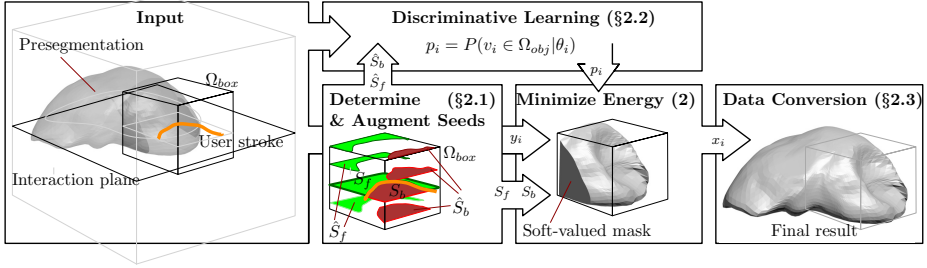 Input
Presegmentation
Ω_box
User stroke
Interaction plane
Discriminative Learning (§2.2)
p_i = P(v_i ∈ Ω_obj|θ_i)
Ŝ_b
Ŝ_f
p_i
Determine (§2.1)
& Augment Seeds
Ω_box
S_f
S_b
Ŝ_b
Ŝ_f
y_i
S_f S_b
Minimize Energy (2)
Soft-valued mask
x_i
Data Conversion (§2.3)
Final result